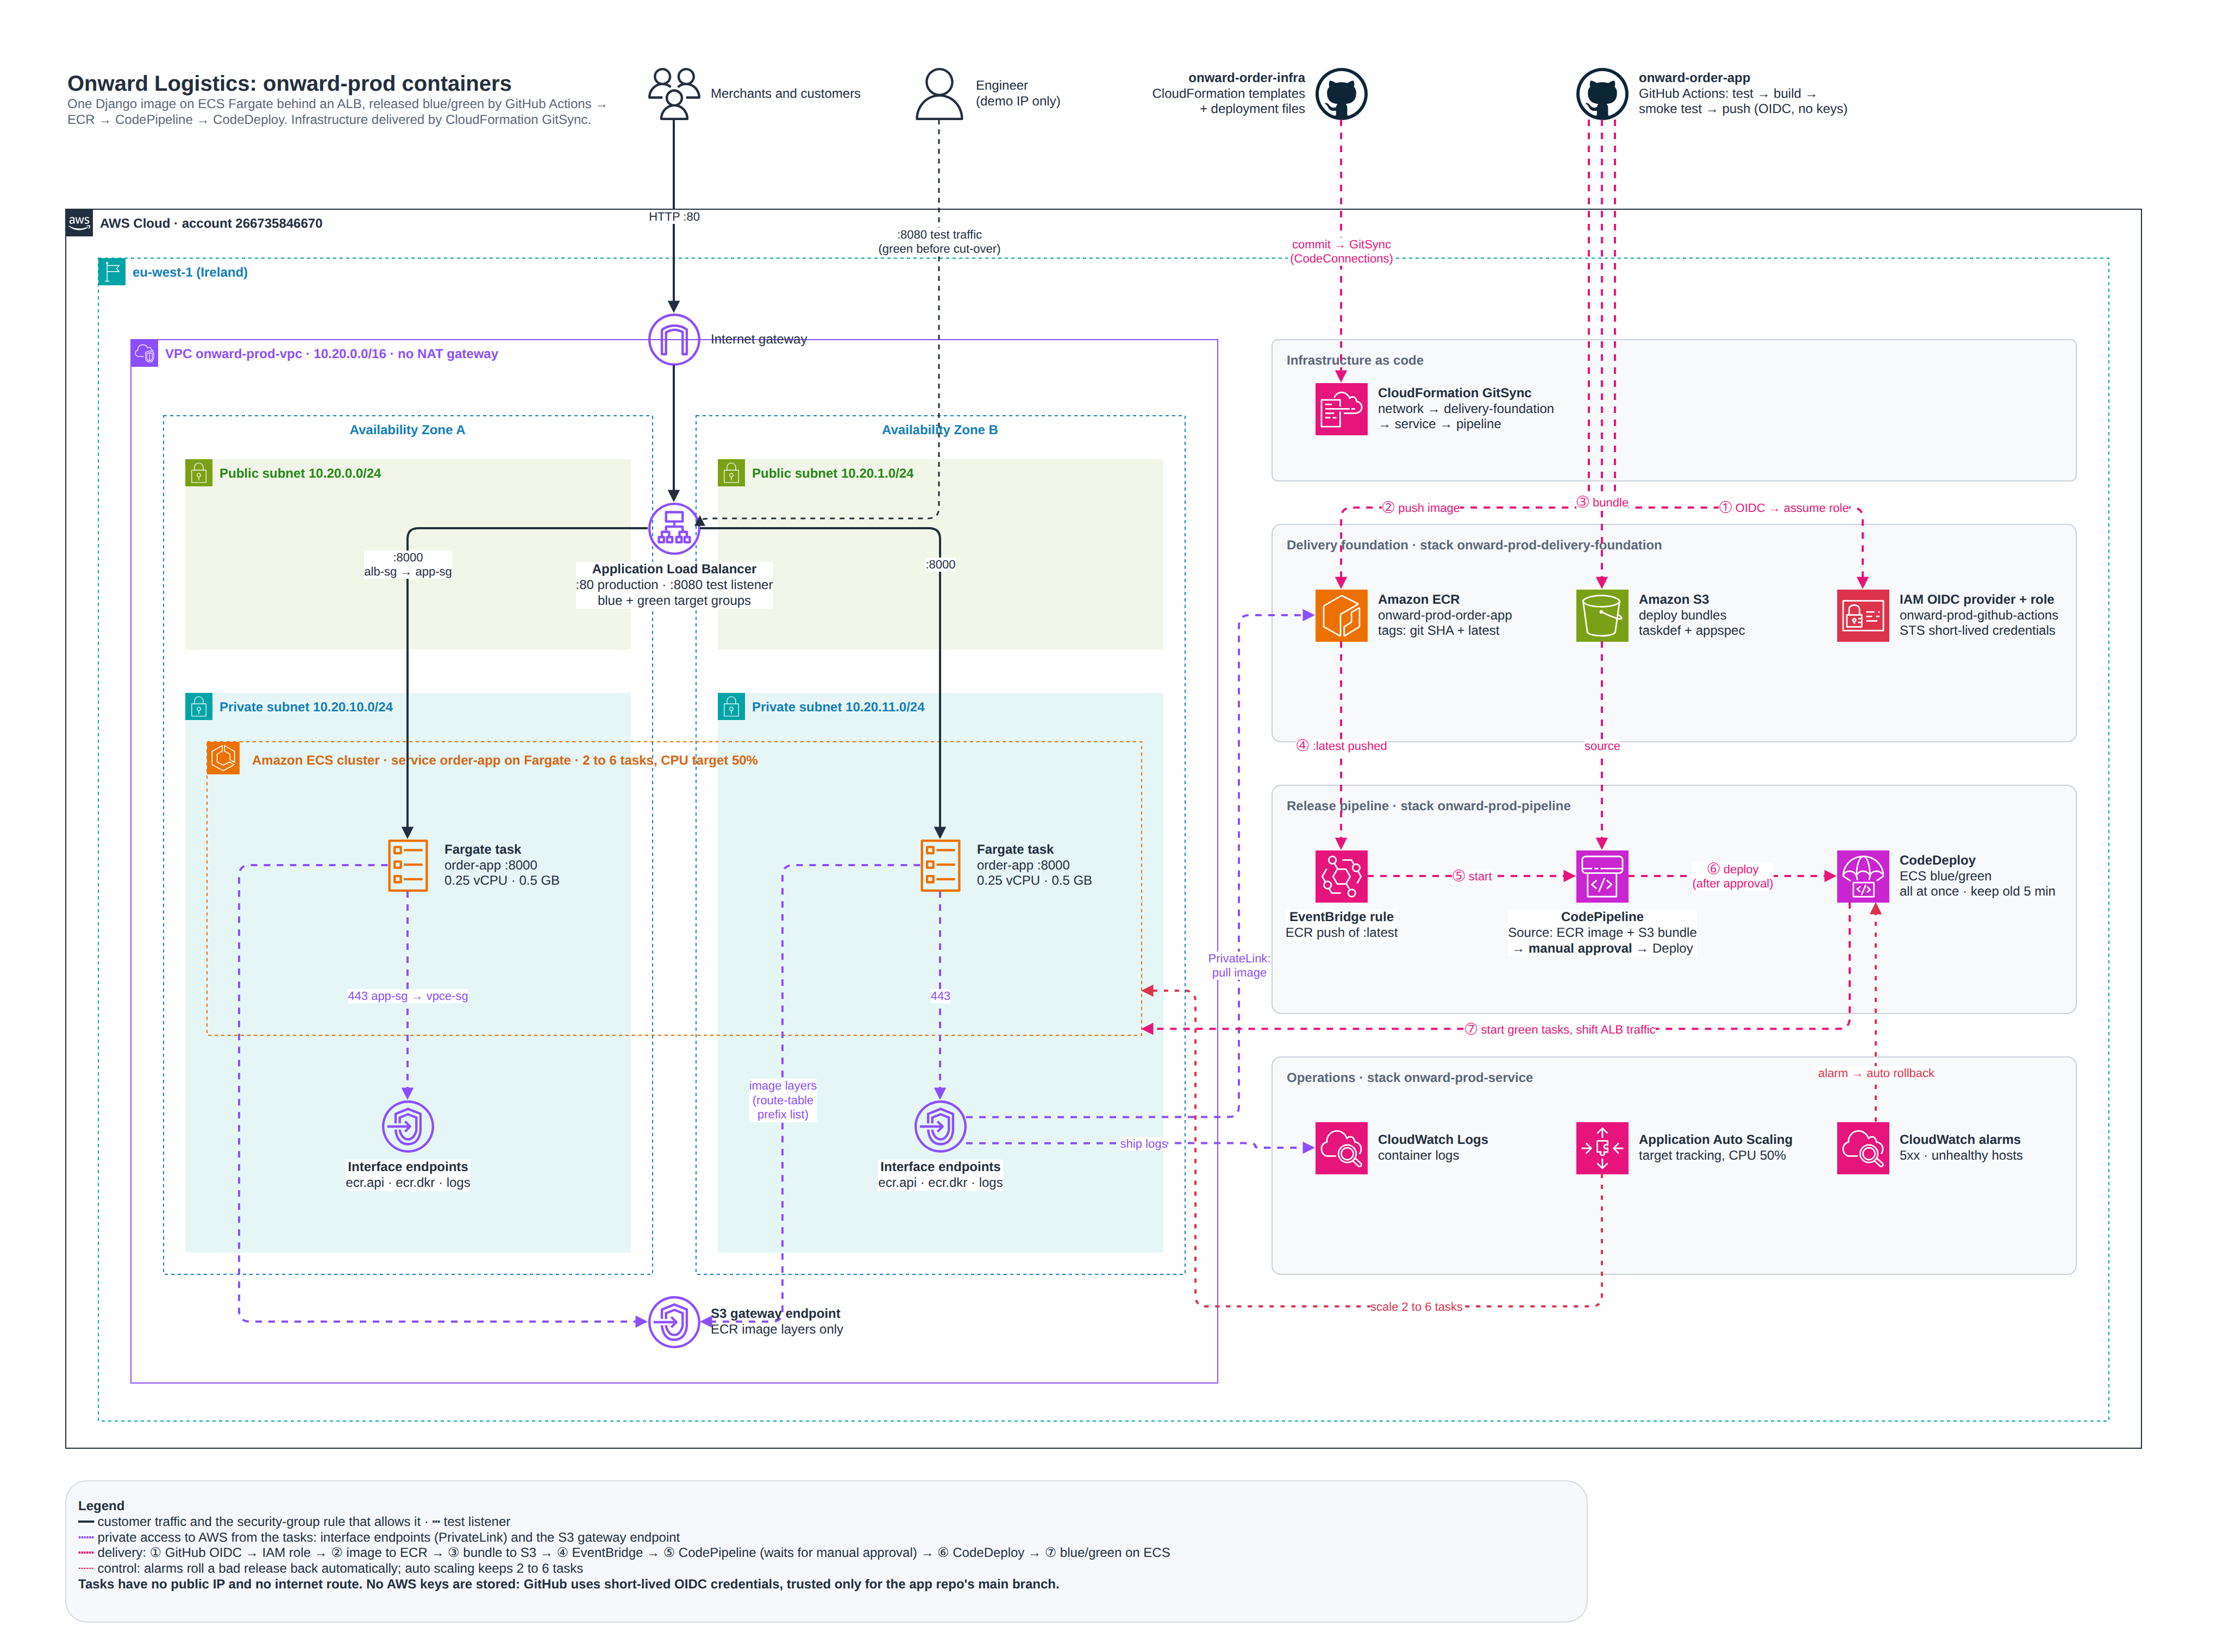 Onward Logistics: onward-prod containers
One Django image on ECS Fargate behind an ALB, released blue/green by GitHub Actions →
ECR → CodePipeline → CodeDeploy. Infrastructure delivered by CloudFormation GitSync.
Merchants and customers
Engineer
(demo IP only)
onward-order-infra
CloudFormation templates
+ deployment files
onward-order-app
GitHub Actions: test → build →
smoke test → push (OIDC, no keys)
aws
AWS Cloud · account 266735846670
HTTP :80
:8080 test traffic
(green before cut-over)
commit → GitSync
(CodeConnections)
eu-west-1 (Ireland)
Internet gateway
VPC onward-prod-vpc · 10.20.0.0/16 · no NAT gateway
Infrastructure as code
CloudFormation GitSync
network → delivery-foundation
→ service → pipeline
Availability Zone A
Availability Zone B
Public subnet 10.20.0.0/24
Public subnet 10.20.1.0/24
② push image
③ bundle
① OIDC → assume role
:8000
alb-sg → app-sg
Application Load Balancer
:80 production · :8080 test listener
blue + green target groups
:8000
Delivery foundation · stack onward-prod-delivery-foundation
Amazon ECR
onward-prod-order-app
tags: git SHA + latest
Amazon S3
deploy bundles
taskdef + appspec
IAM OIDC provider + role
onward-prod-github-actions
STS short-lived credentials
Private subnet 10.20.10.0/24
Private subnet 10.20.11.0/24
④ :latest pushed
source
Amazon ECS cluster · service order-app on Fargate · 2 to 6 tasks, CPU target 50%
Release pipeline · stack onward-prod-pipeline
Fargate task
order-app :8000
0.25 vCPU · 0.5 GB
Fargate task
order-app :8000
0.25 vCPU · 0.5 GB
⑤ start
⑥ deploy
(after approval)
CodeDeploy
ECS blue/green
all at once · keep old 5 min
EventBridge rule
ECR push of :latest
CodePipeline
Source: ECR image + S3 bundle
→ manual approval → Deploy
PrivateLink:
pull image
443 app-sg → vpce-sg
443
⑦ start green tasks, shift ALB traffic
image layers
(route-table
prefix list)
Operations · stack onward-prod-service
alarm → auto rollback
ship logs
CloudWatch Logs
container logs
Application Auto Scaling
target tracking, CPU 50%
CloudWatch alarms
5xx · unhealthy hosts
Interface endpoints
ecr.api · ecr.dkr · logs
Interface endpoints
ecr.api · ecr.dkr · logs
scale 2 to 6 tasks
S3 gateway endpoint
ECR image layers only
Legend
customer traffic and the security-group rule that allows it · test listener
private access to AWS from the tasks: interface endpoints (PrivateLink) and the S3 gateway endpoint
delivery: ① GitHub OIDC → IAM role → ② image to ECR → ③ bundle to S3 → ④ EventBridge → ⑤ CodePipeline (waits for manual approval) → ⑥ CodeDeploy → ⑦ blue/green on ECS
control: alarms roll a bad release back automatically; auto scaling keeps 2 to 6 tasks
Tasks have no public IP and no internet route. No AWS keys are stored: GitHub uses short-lived OIDC credentials, trusted only for the app repo's main branch.